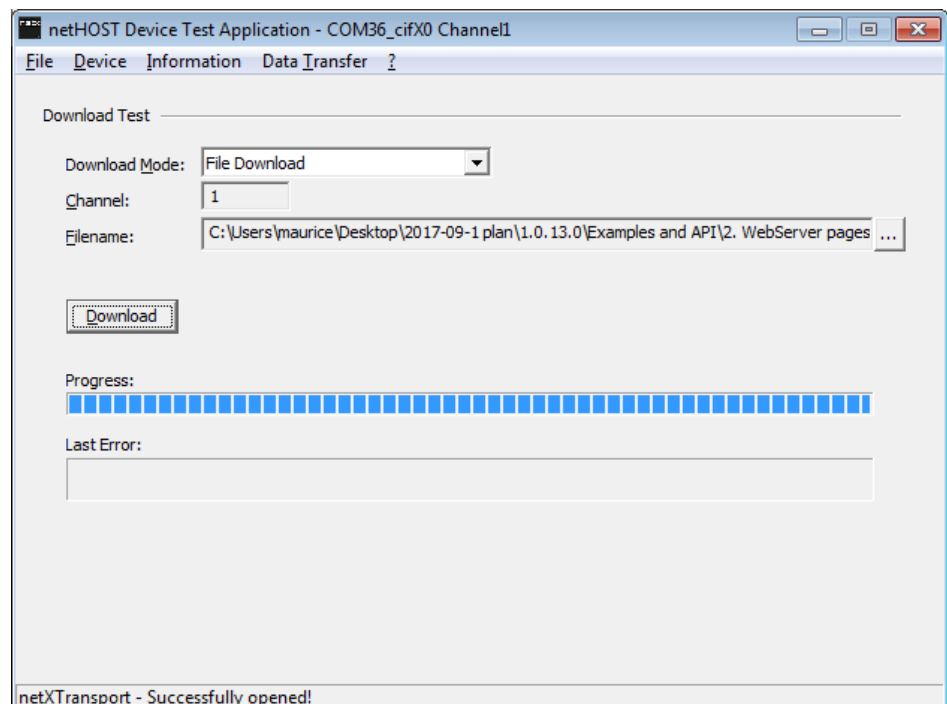 netHOST Device Test Application - COM36_cifX0 Channel1
File Device Information Data Transfer ?
Download Test
Download Mode: File Download
Channel: 1
Filename: C:\Users\maurice\Desktop\2017-09-1 plan\1.0.13.0\Examples and API\2. WebServer pages ...
Download
Progress:
Last Error:
netXTransport - Successfully opened!